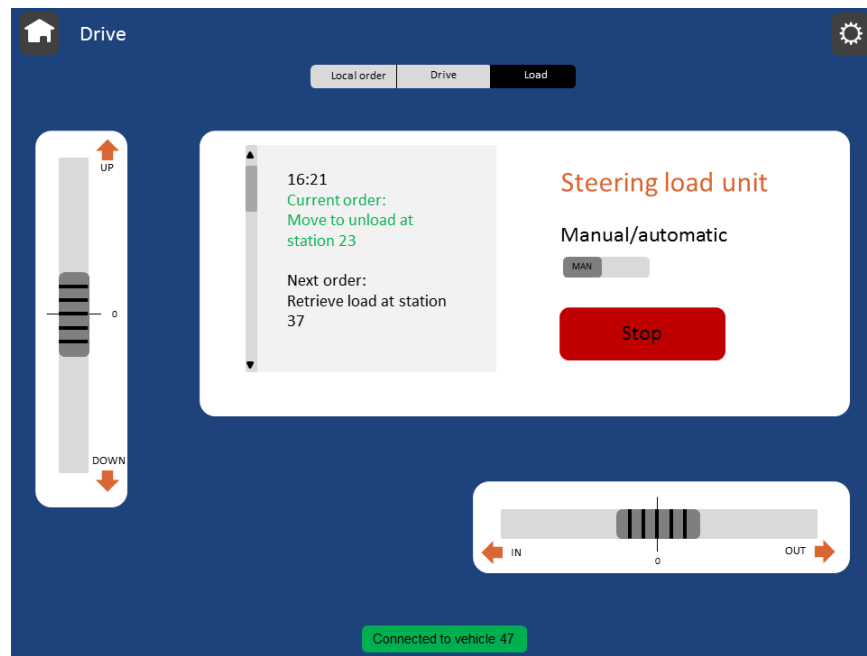 Drive
Local order
Drive
Load
UP
0
DOWN
16:21
Current order:
Move to unload at
station 23
Next order:
Retrieve load at station
37
Steering load unit
Manual/automatic
MAN
Stop
IN
0
OUT
Connected to vehicle 47